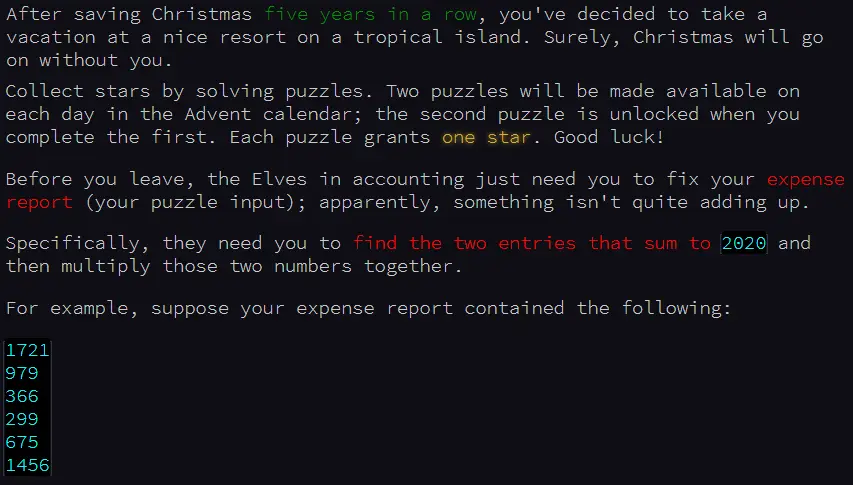 After saving Christmas five years in a row, you've decided to take a
vacation at a nice resort on a tropical island. Surely, Christmas will go
on without you.
Collect stars by solving puzzles. Two puzzles will be made available on
each day in the Advent calendar; the second puzzle is unlocked when you
complete the first. Each puzzle grants one star. Good luck!
Before you leave, the Elves in accounting just need you to fix your expense
report (your puzzle input); apparently, something isn't quite adding up.
Specifically, they need you to find the two entries that sum to 2020 and
then multiply those two numbers together.
For example, suppose your expense report contained the following:
1721
979
366
299
675
1456